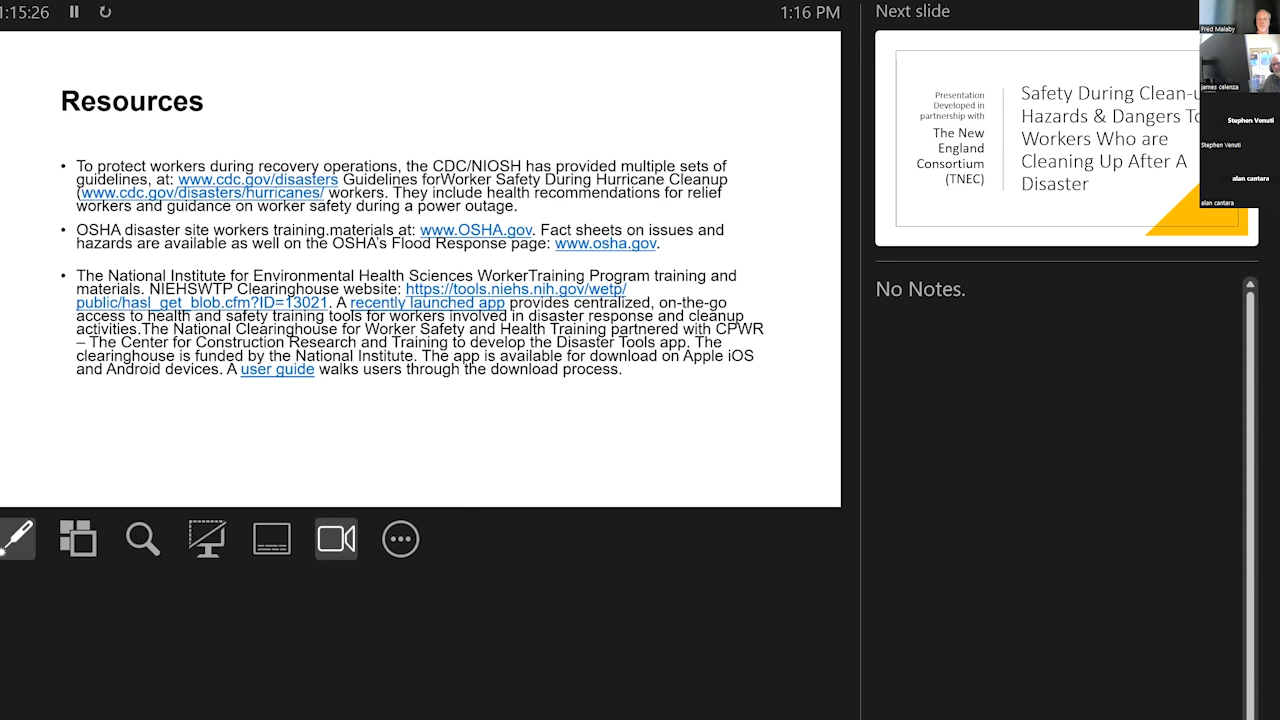 1:15:26
1:16 PM
Resources
• To protect workers during recovery operations, the CDC/NIOSH has provided multiple sets of
guidelines, at: www.cdc.gov/disasters Guidelines forWorker Safety During Hurricane Cleanup
(www.cdc.gov/disasters/hurricanes/ workers. They include health recommendations for relief
workers and guidance on worker safety during a power outage.
• OSHA disaster site workers training.materials at: www.OSHA.gov. Fact sheets on issues and
hazards are available as well on the OSHA's Flood Response page: www.osha.gov.
• The National Institute for Environmental Health Sciences WorkerTraining Program training and
materials. NIEHSWTP Clearinghouse website: https://tools.niehs.nih.gov/wetp/
public/hasl_get_blob.cfm?ID=13021. A recently launched app provides centralized, on-the-go
access to health and safety training tools for workers involved in disaster response and cleanup
activities.The National Clearinghouse for Worker Safety and Health Training partnered with CPWR
– The Center for Construction Research and Training to develop the Disaster Tools app. The
clearinghouse is funded by the National Institute. The app is available for download on Apple iOS
and Android devices. A user guide walks users through the download process.
Next slide
Presentation
Developed in
partnership with
The New
England
Consortium
(TNEC)
Safety During Clean-u
Hazards & Dangers To
Workers Who are
Cleaning Up After A
Disaster
No Notes.
Fred Malaby
james celenza
Stephen Venuti
Stephen Venuti
alan cantara
alan cantara